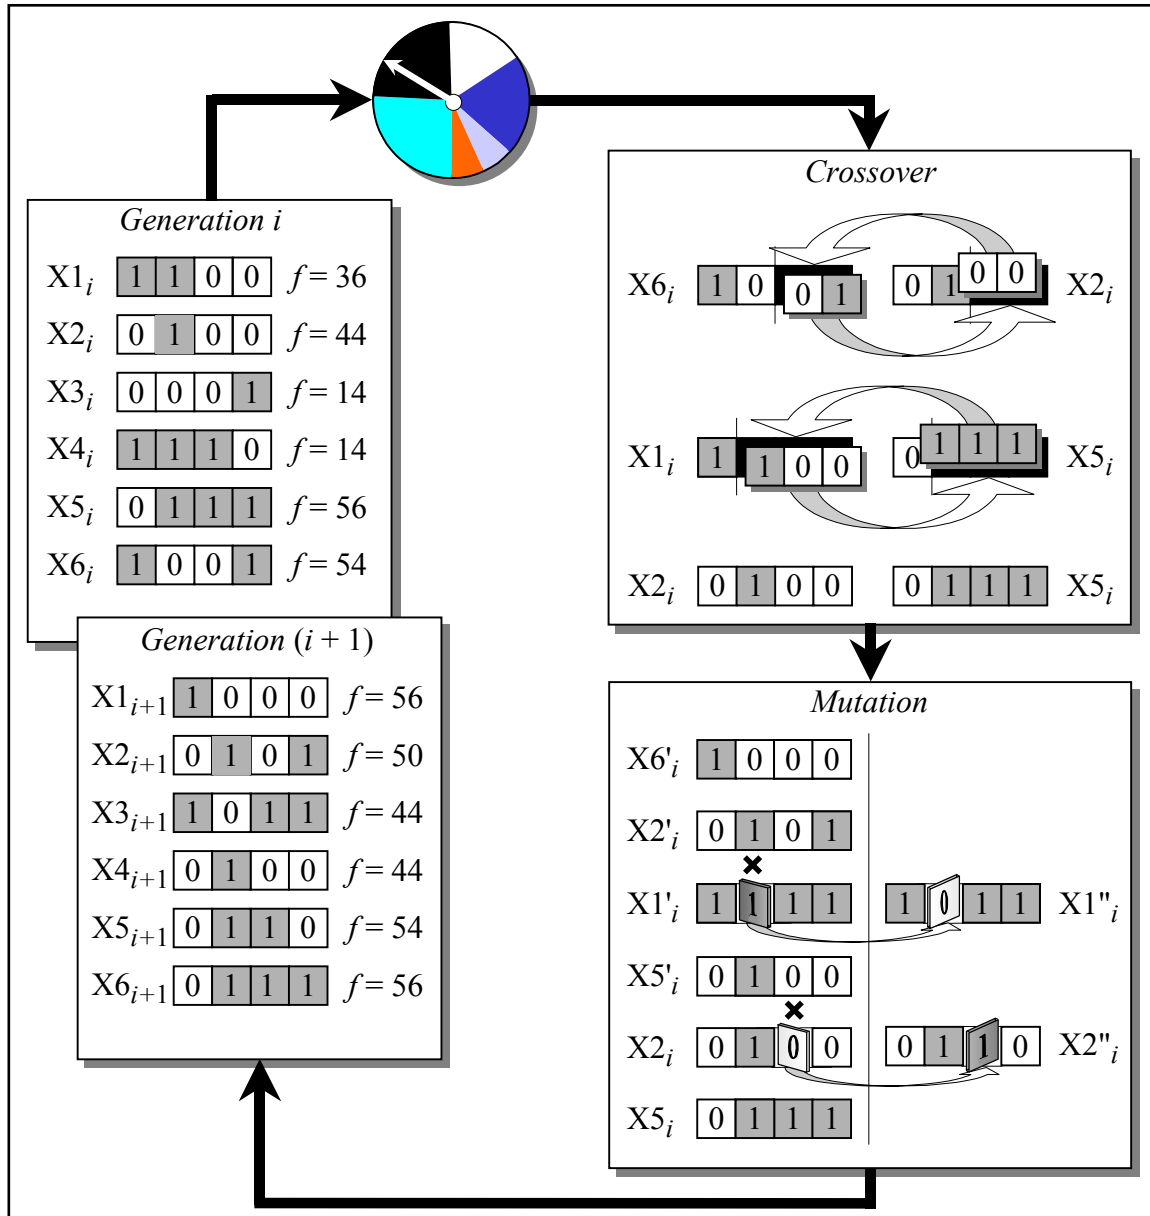 Generation i
X1i 1 1 0 0 f = 36
X2i 0 1 0 0 f = 44
X3i 0 0 0 1 f = 14
X4i 1 1 1 0 f = 14
X5i 0 1 1 1 f = 56
X6i 1 0 0 1 f = 54
Generation (i + 1)
X1i+1 1 0 0 0 f = 56
X2i+1 0 1 0 1 f = 50
X3i+1 1 0 1 1 f = 44
X4i+1 0 1 0 0 f = 44
X5i+1 0 1 1 0 f = 54
X6i+1 0 1 1 1 f = 56
Crossover
X6i 1 0 0 1 0 1 0 0 X2i
X1i 1 1 0 0 0 1 1 1 X5i
X2i 0 1 0 0 0 1 1 1 X5i
Mutation
X6'i 1 0 0 0
X2'i 0 1 0 1
X1'i 1 1 1 1 1 0 1 1 X1"i
X5'i 0 1 0 0
X2i 0 1 0 0 0 1 1 0 X2"i
X5i 0 1 1 1